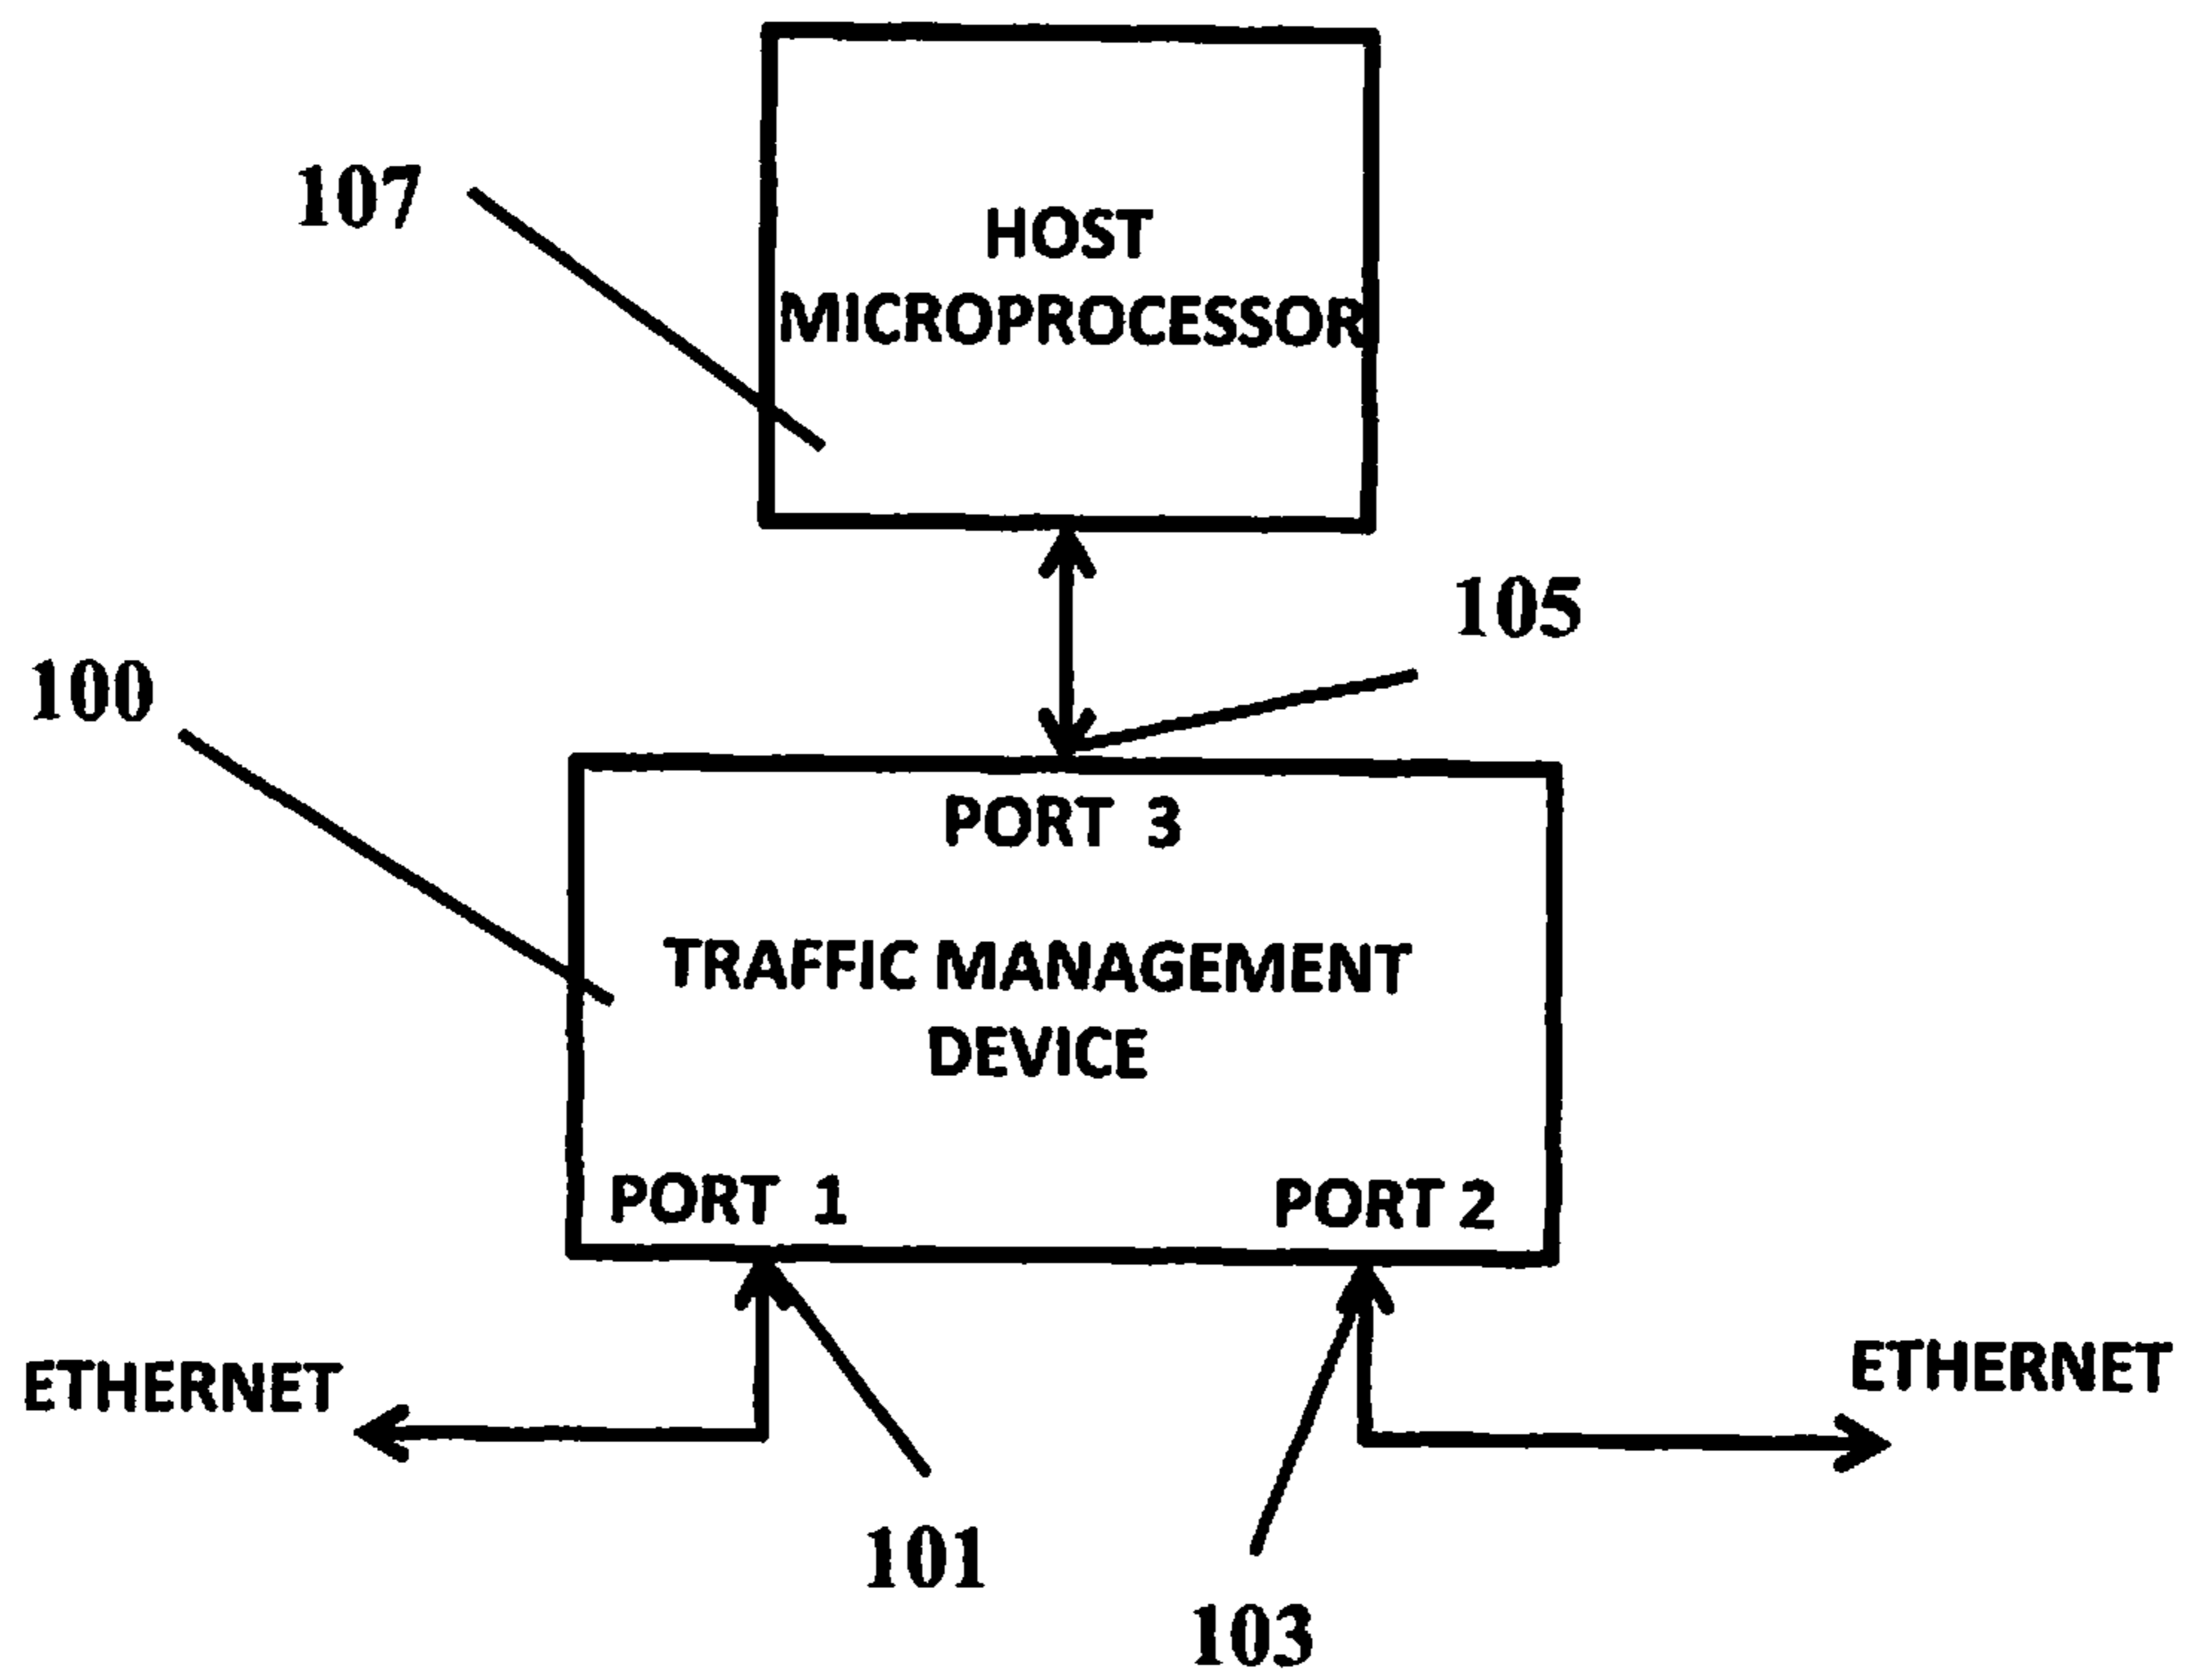 HOST
MICROPROCESSOR
107
105
100
PORT 3
TRAFFIC MANAGEMENT
DEVICE
PORT 1
PORT 2
ETHERNET
ETHERNET
101
103